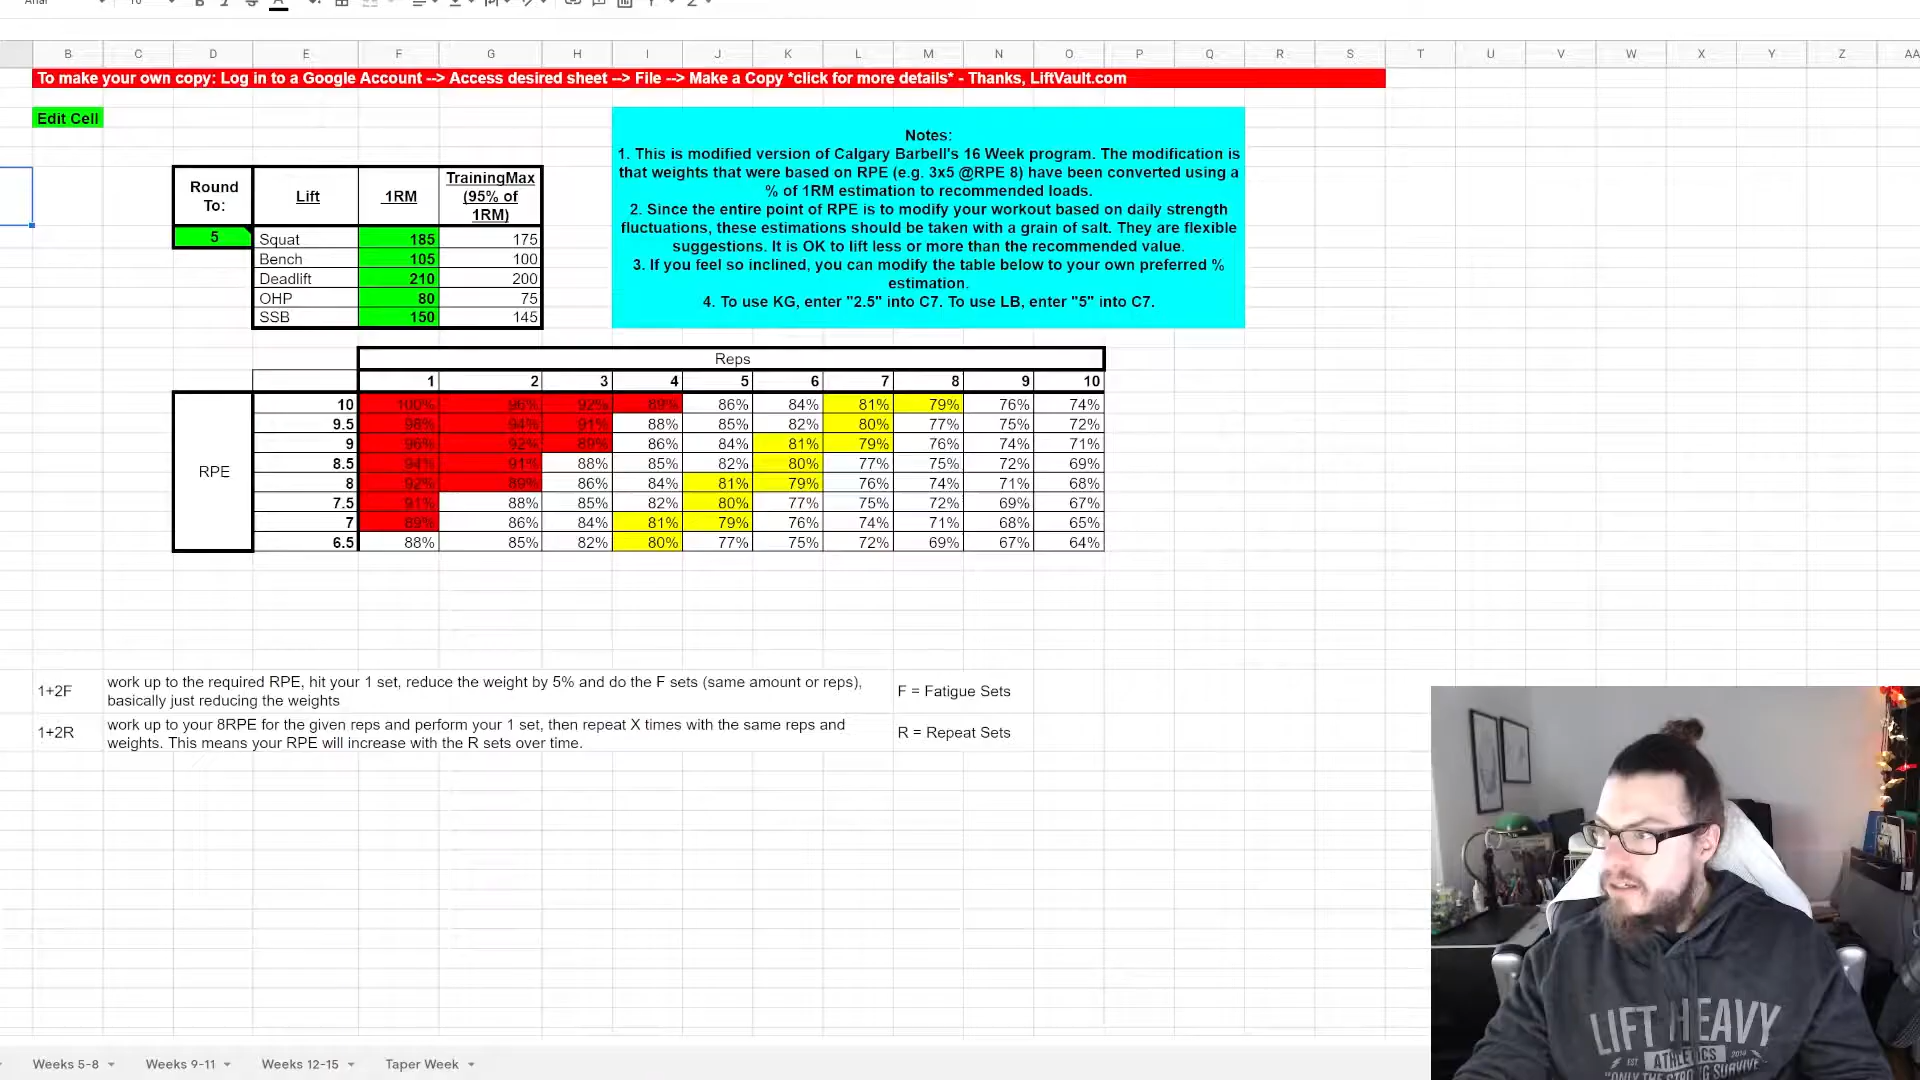 Arial
10
B C D E F G H I J K L M N O P Q R S T U V W X Y Z AA
To make your own copy: Log in to a Google Account --> Access desired sheet --> File --> Make a Copy *click for more details* - Thanks, LiftVault.com
Edit Cell
Round To:
Lift
1RM
TrainingMax (95% of 1RM)
5
Squat 185 175
Bench 105 100
Deadlift 210 200
OHP 80 75
SSB 150 145
Notes:
1. This is modified version of Calgary Barbell's 16 Week program. The modification is
that weights that were based on RPE (e.g. 3x5 @RPE 8) have been converted using a
% of 1RM estimation to recommended loads.
2. Since the entire point of RPE is to modify your workout based on daily strength
fluctuations, these estimations should be taken with a grain of salt. They are flexible
suggestions. It is OK to lift less or more than the recommended value.
3. If you feel so inclined, you can modify the table below to your own preferred %
estimation.
4. To use KG, enter "2.5" into C7. To use LB, enter "5" into C7.
Reps
1 2 3 4 5 6 7 8 9 10
RPE
10 100% 96% 92% 89% 86% 84% 81% 79% 76% 74%
9.5 98% 94% 91% 88% 85% 82% 80% 77% 75% 72%
9 96% 92% 89% 86% 84% 81% 79% 76% 74% 71%
8.5 94% 91% 88% 85% 82% 80% 77% 75% 72% 69%
8 92% 89% 86% 84% 81% 79% 76% 74% 71% 68%
7.5 91% 88% 85% 82% 80% 77% 75% 72% 69% 67%
7 89% 86% 84% 81% 79% 76% 74% 71% 68% 65%
6.5 88% 85% 82% 80% 77% 75% 72% 69% 67% 64%
1+2F
work up to the required RPE, hit your 1 set, reduce the weight by 5% and do the F sets (same amount or reps),
basically just reducing the weights
F = Fatigue Sets
1+2R
work up to your 8RPE for the given reps and perform your 1 set, then repeat X times with the same reps and
weights. This means your RPE will increase with the R sets over time.
R = Repeat Sets
Weeks 5-8
Weeks 9-11
Weeks 12-15
Taper Week
LIFT HEAVY
EST ATHLETICS 2014
"ONLY THE STRONG SURVIVE"